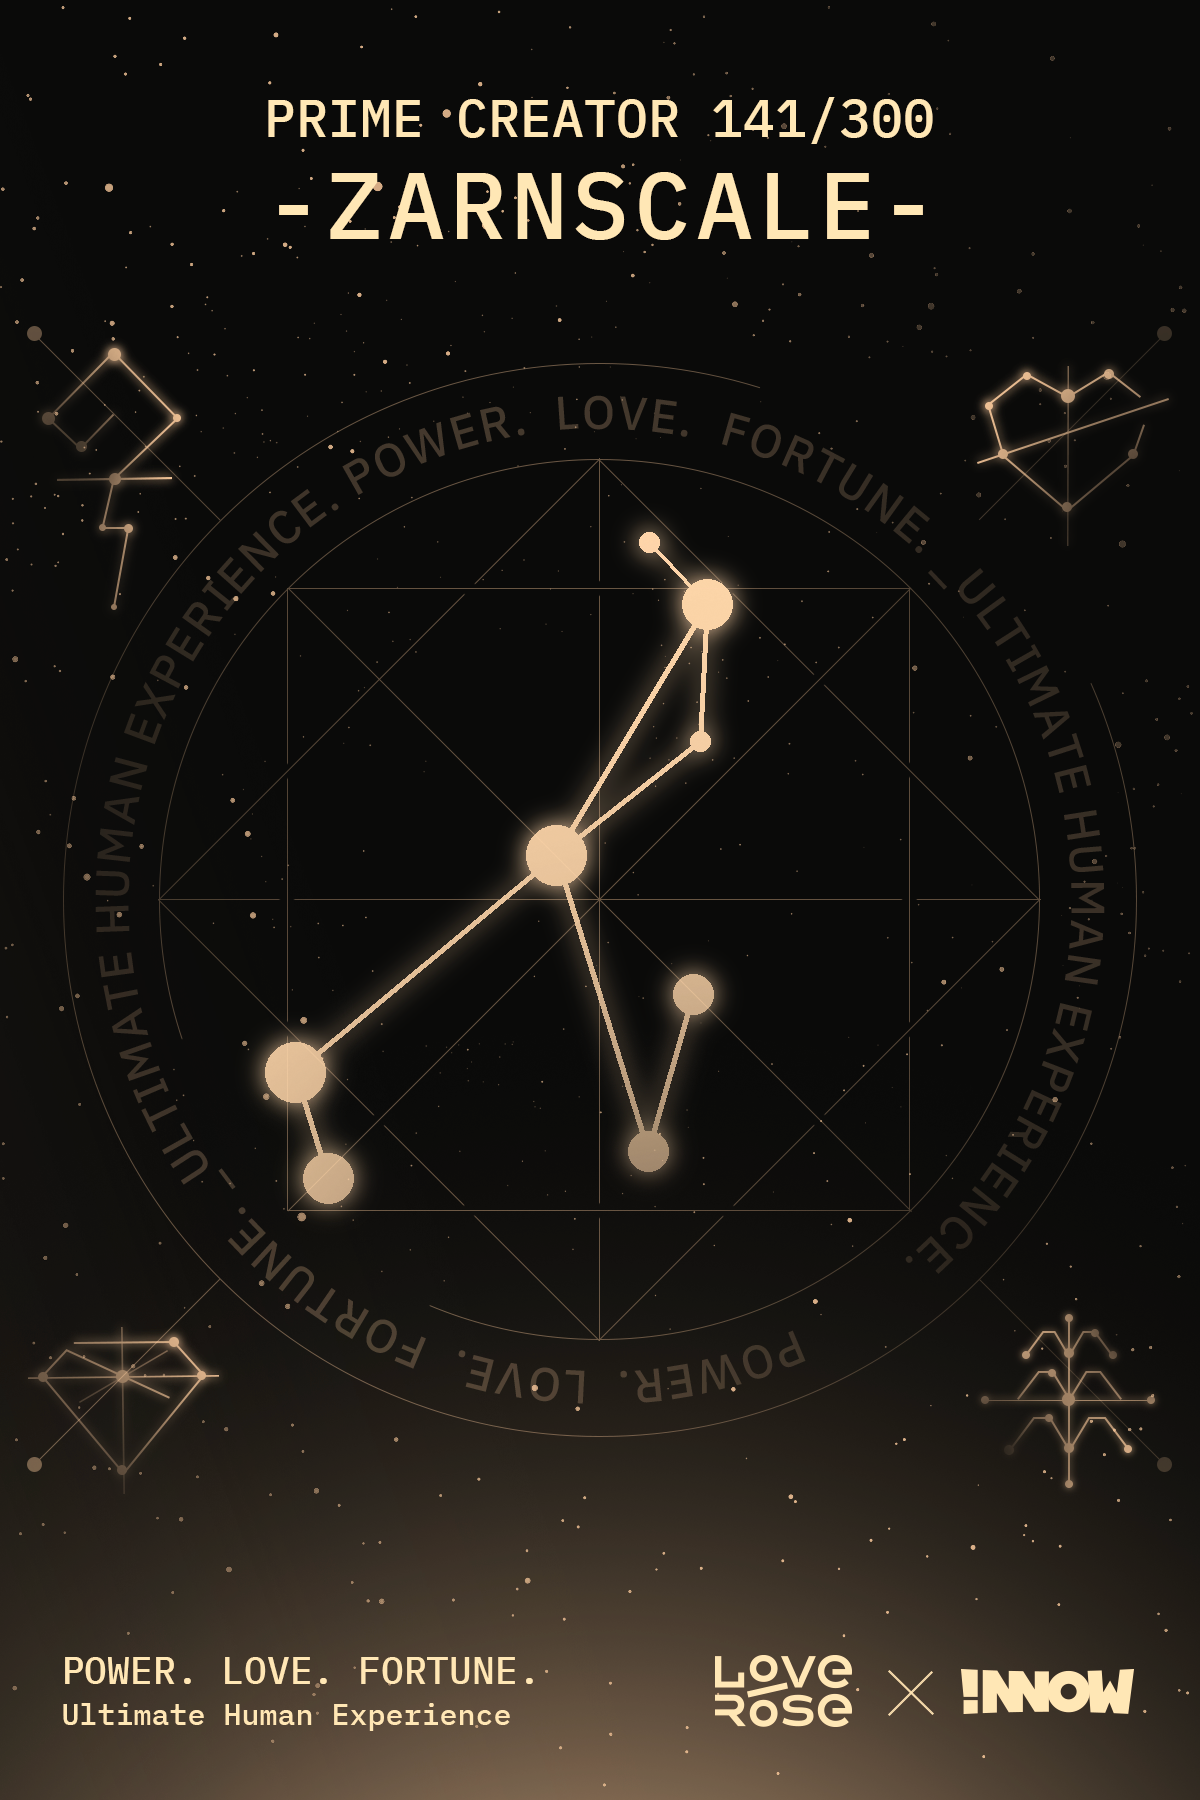 PRIME CREATOR 141/300
-ZARNSCALE-
POWER. LOVE. FORTUNE. – ULTIMATE HUMAN EXPERIENCE.
POWER. LOVE. FORTUNE. – ULTIMATE HUMAN EXPERIENCE.
POWER. LOVE. FORTUNE.
Ultimate Human Experience
LOVE ROSE
!NNOW